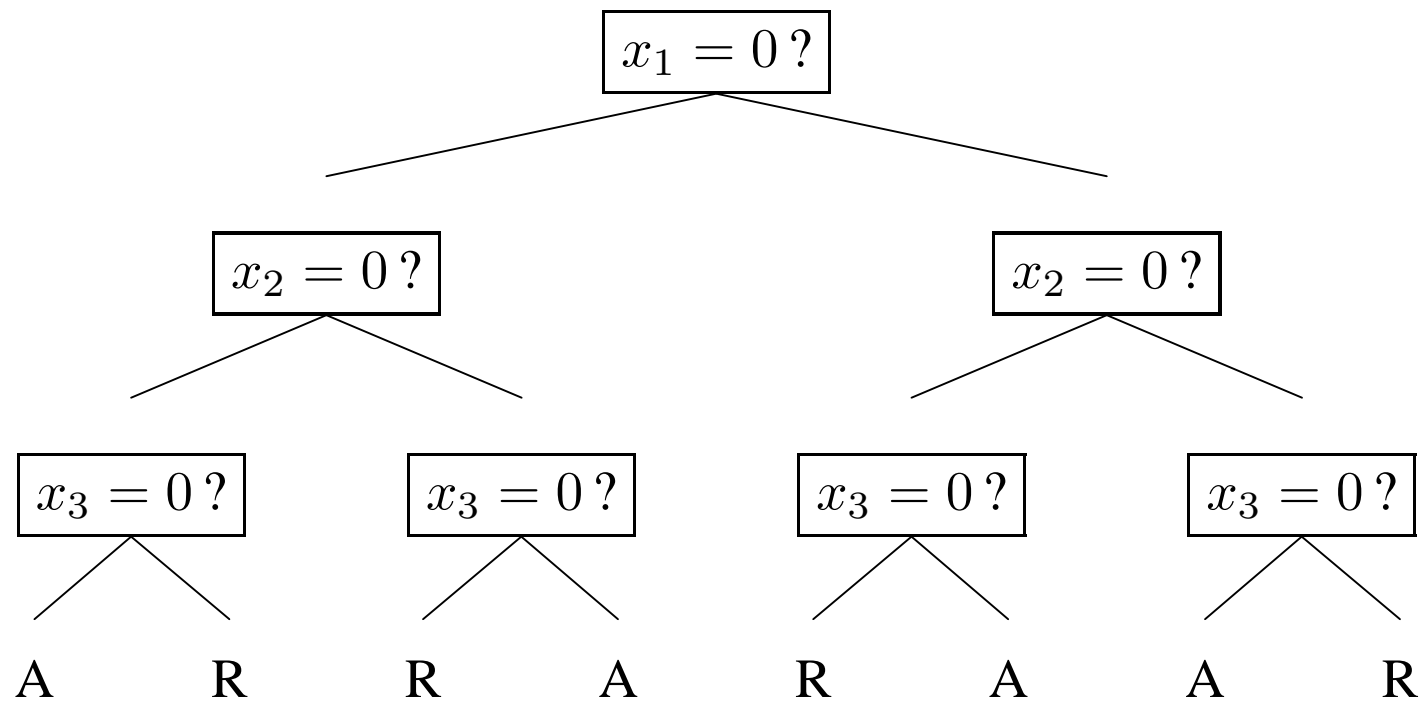 x₁ = 0 ?
x₂ = 0 ? x₂ = 0 ?
x₃ = 0 ? x₃ = 0 ? x₃ = 0 ? x₃ = 0 ?
A R R A R A A R